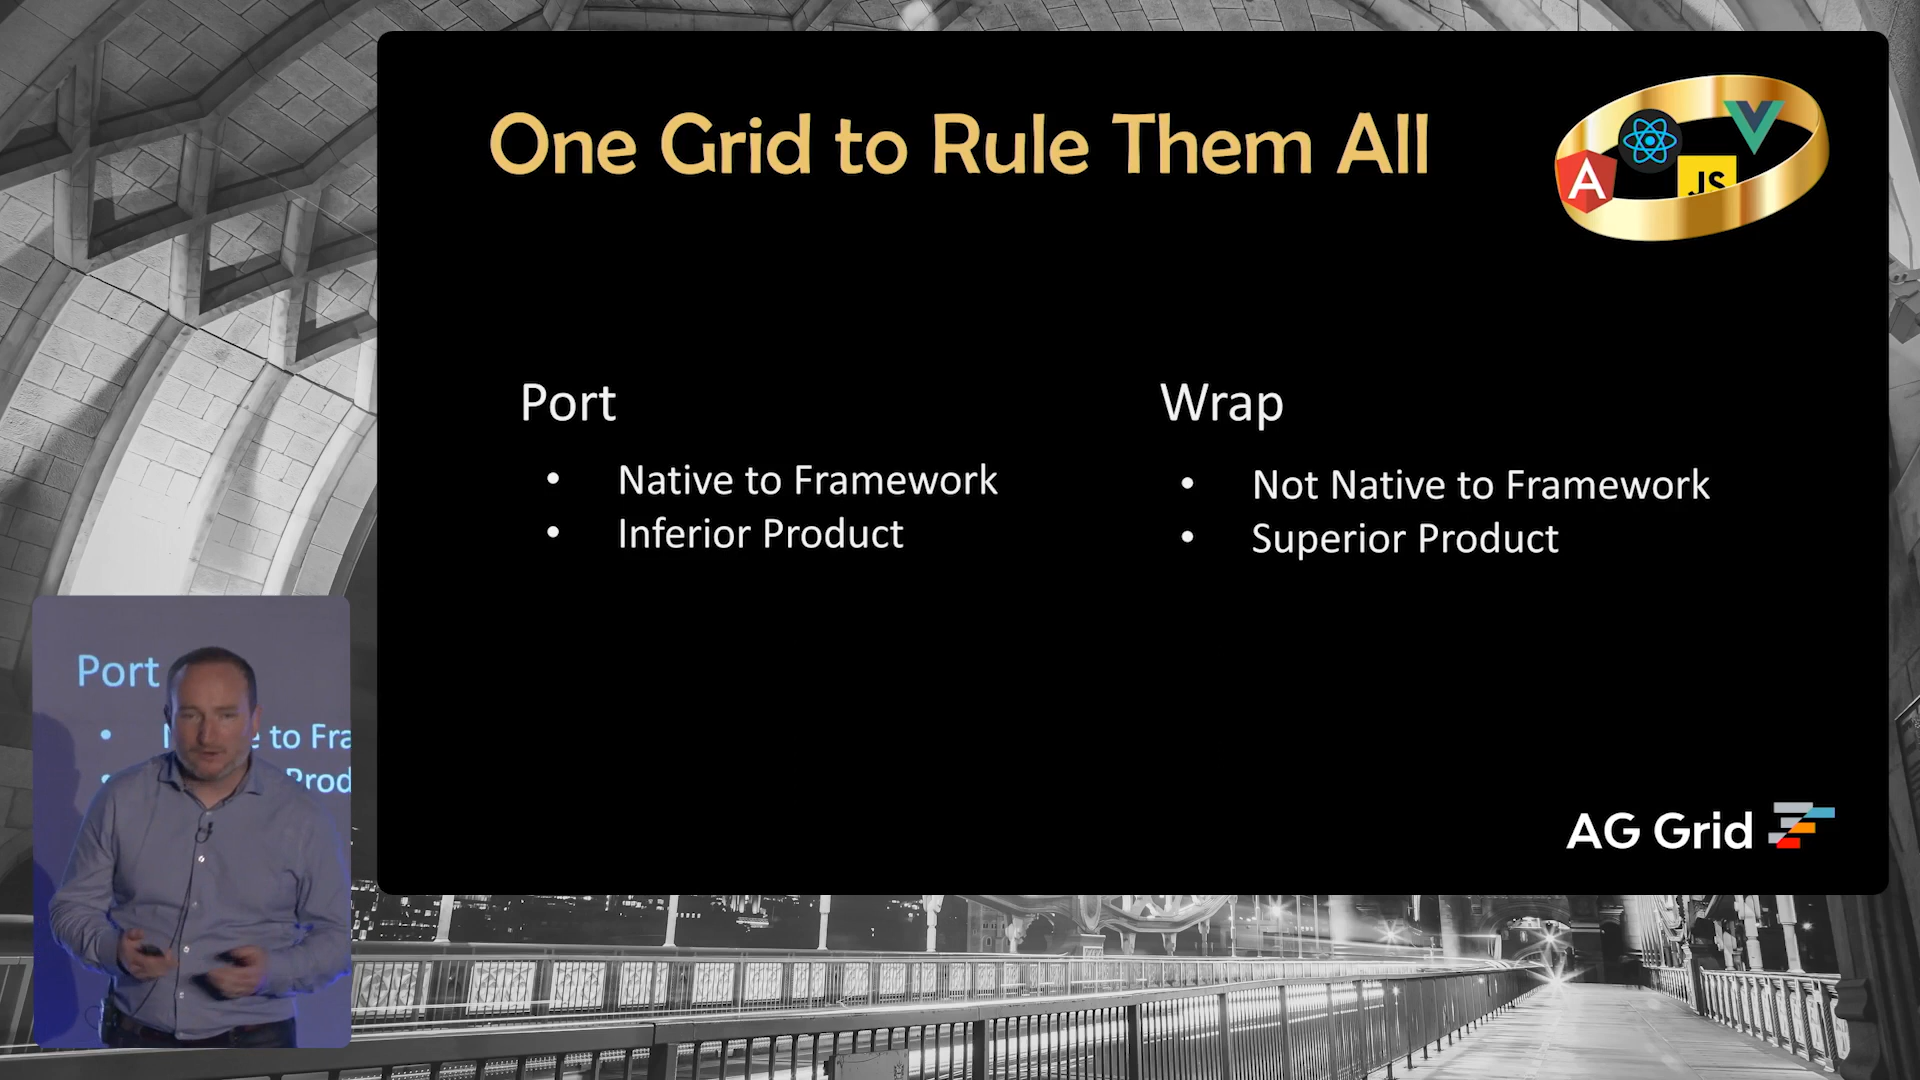 One Grid to Rule Them All
A
JS
Port
• Native to Framework
• Inferior Product
Wrap
• Not Native to Framework
• Superior Product
AG Grid
Port
• to Fra
• Prod